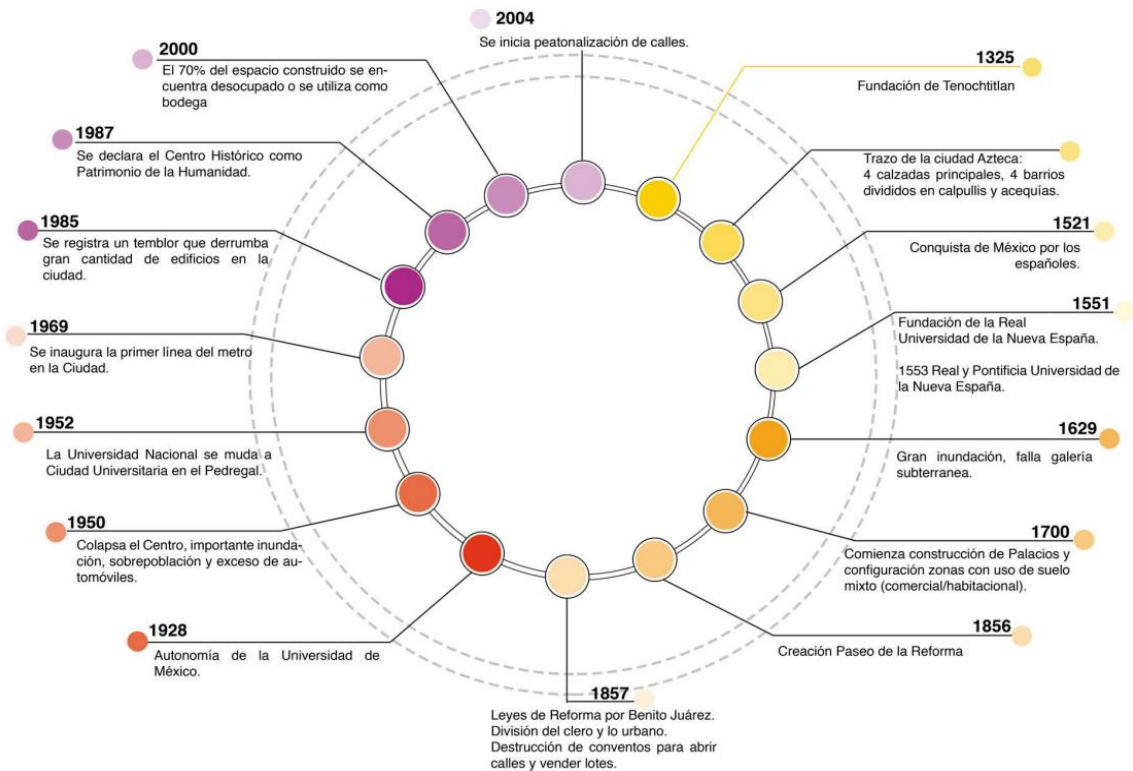 2004
Se inicia peatonalización de calles.
1325
Fundación de Tenochtitlan
Trazo de la ciudad Azteca:
4 calzadas principales, 4 barrios
divididos en calpullis y acequías.
1521
Conquista de México por los
españoles.
1551
Fundación de la Real
Universidad de la Nueva España.
1553 Real y Pontificia Universidad de
la Nueva España.
1629
Gran inundación, falla galería
subterranea.
1700
Comienza construcción de Palacios y
configuración zonas con uso de suelo
mixto (comercial/habitacional).
1856
Creación Paseo de la Reforma
1857
Leyes de Reforma por Benito Juárez.
División del clero y lo urbano.
Destrucción de conventos para abrir
calles y vender lotes.
1928
Autonomía de la Universidad de
México.
1950
Colapsa el Centro, importante inun-
dación, sobrepoblación y exceso de au-
tomóviles.
1952
La Universidad Nacional se muda a
Ciudad Universitaria en el Pedregal.
1969
Se inaugura la primer línea del metro
en la Ciudad.
1985
Se registra un temblor que derrumba
gran cantidad de edificios en la
ciudad.
1987
Se declara el Centro Histórico como
Patrimonio de la Humanidad.
2000
El 70% del espacio construido se en-
cuentra desocupado o se utiliza como
bodega